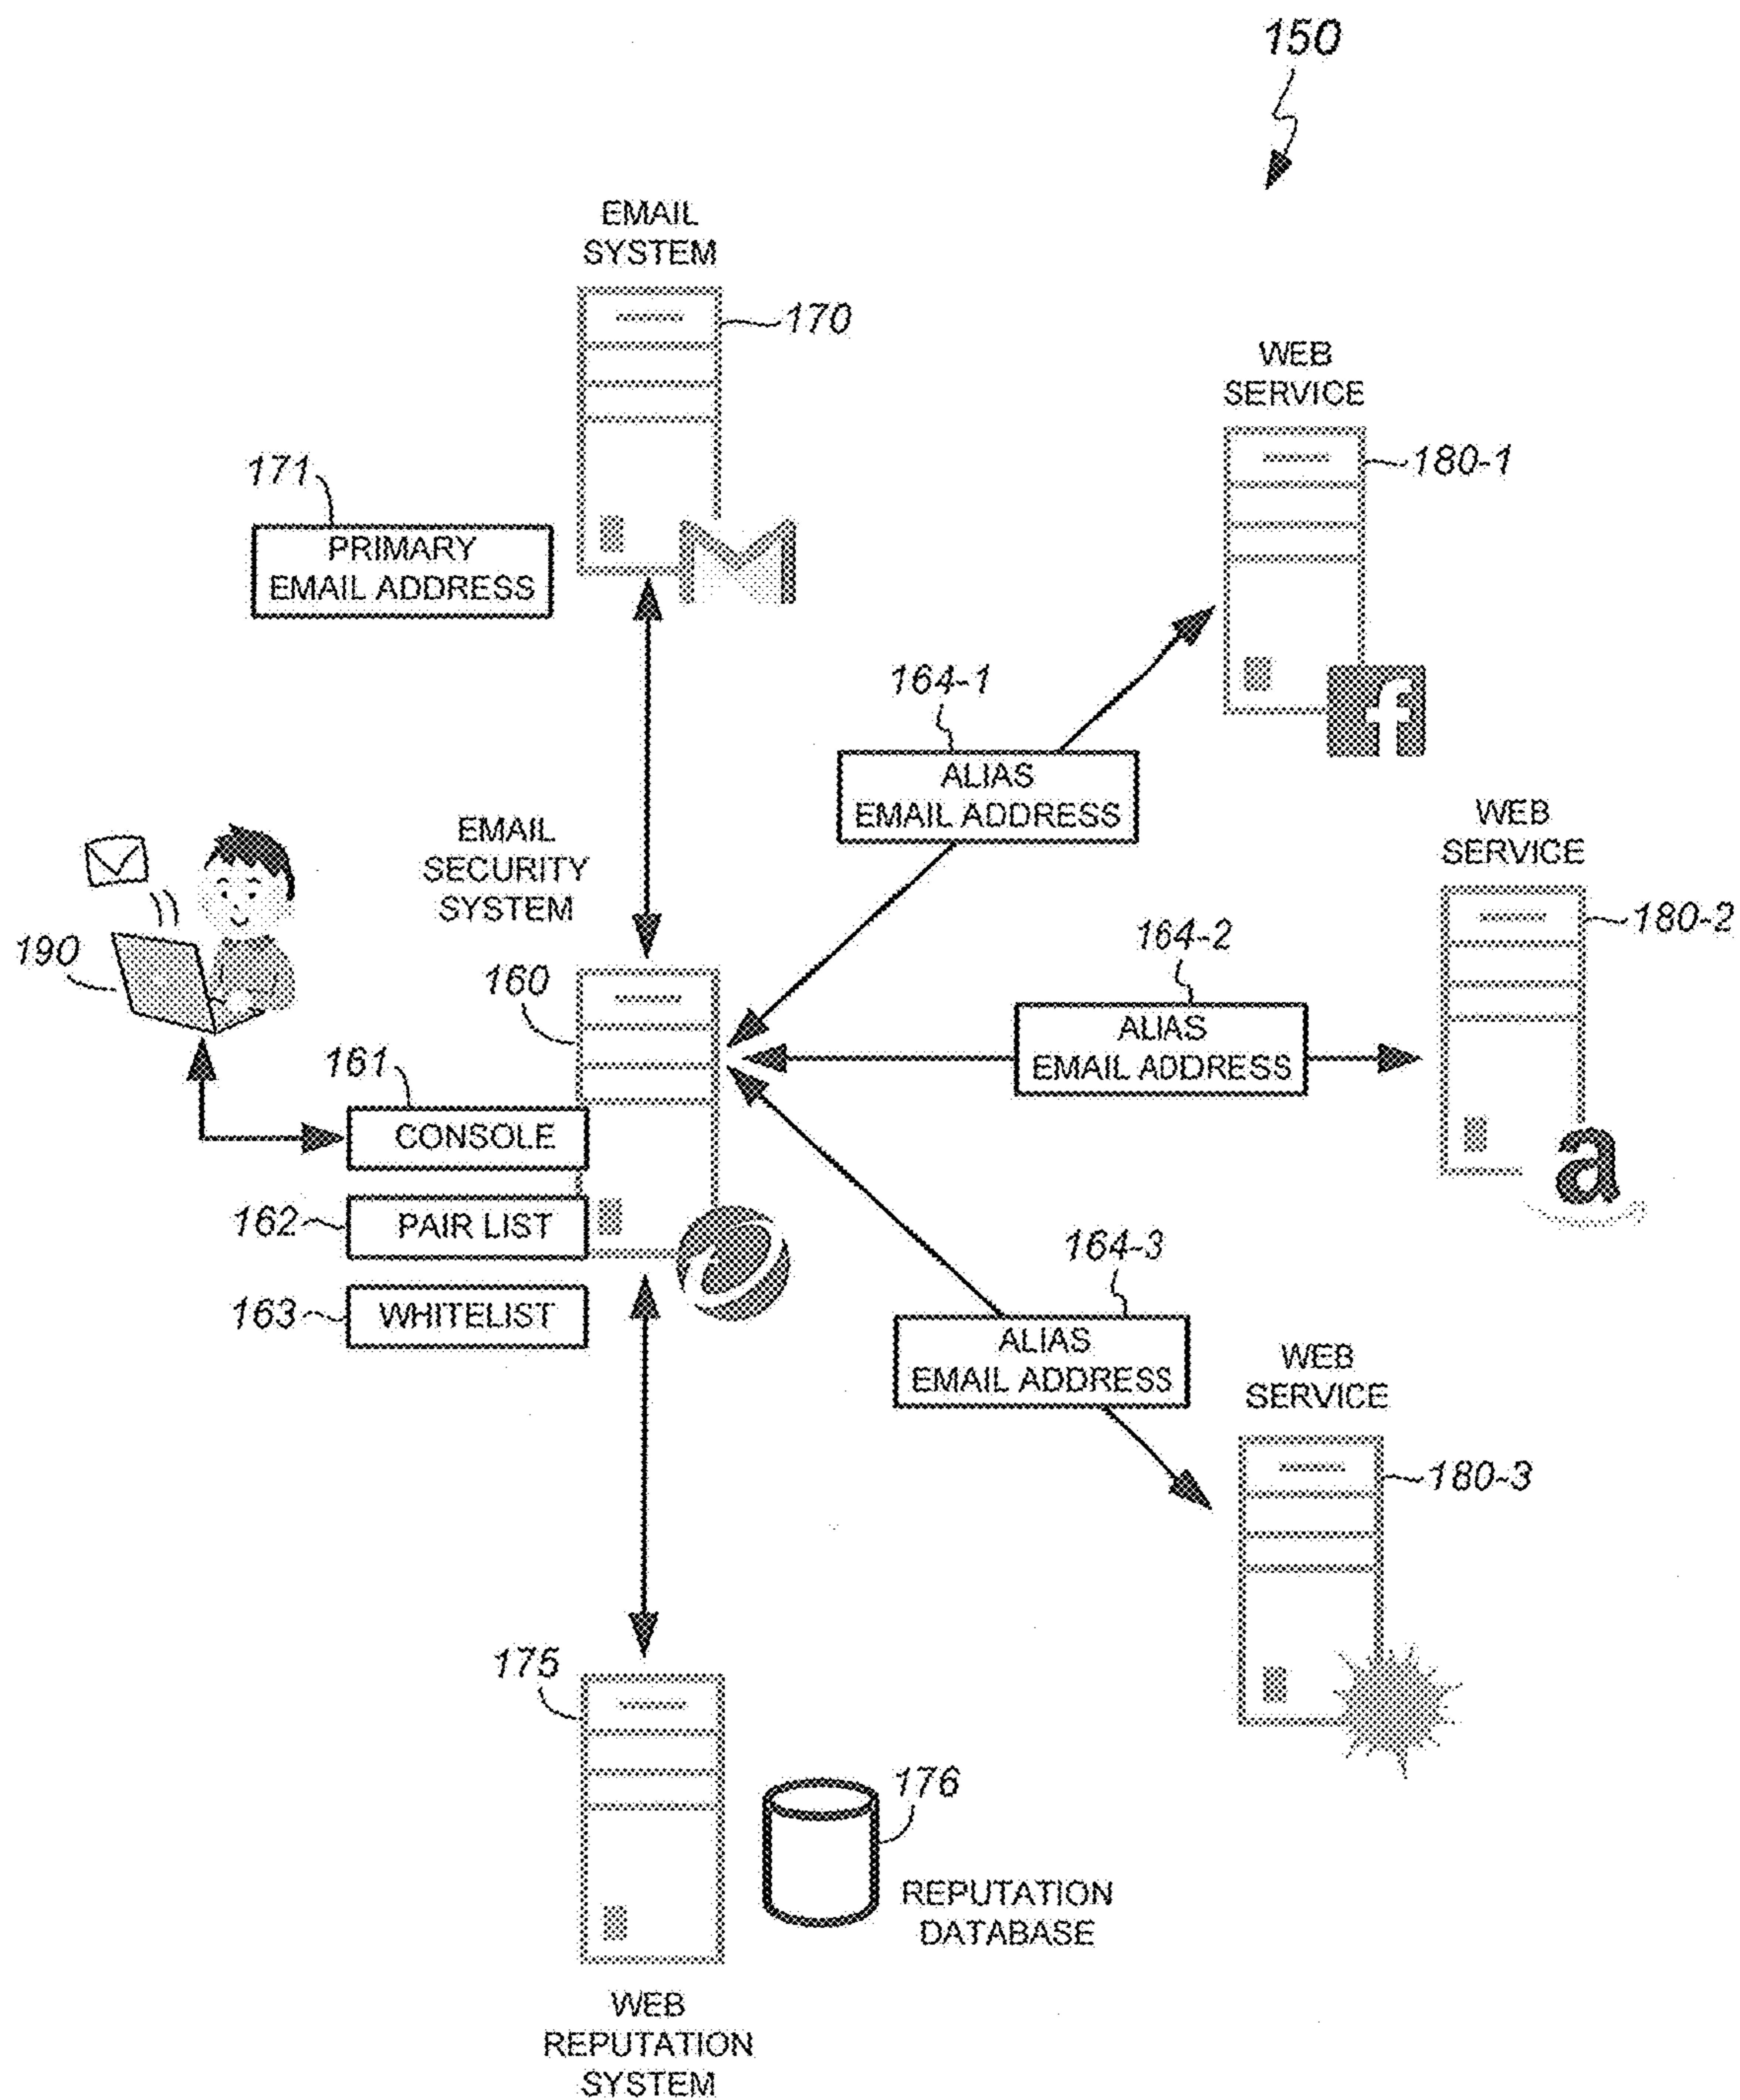 150
EMAIL
SYSTEM
170
WEB
SERVICE
180-1
171
PRIMARY
EMAIL ADDRESS
164-1
ALIAS
EMAIL ADDRESS
f
EMAIL
SECURITY
SYSTEM
WEB
SERVICE
180-2
190
160
164-2
ALIAS
EMAIL ADDRESS
161
CONSOLE
a
162
PAIR LIST
164-3
163
WHITELIST
ALIAS
EMAIL ADDRESS
WEB
SERVICE
180-3
175
176
REPUTATION
DATABASE
WEB
REPUTATION
SYSTEM